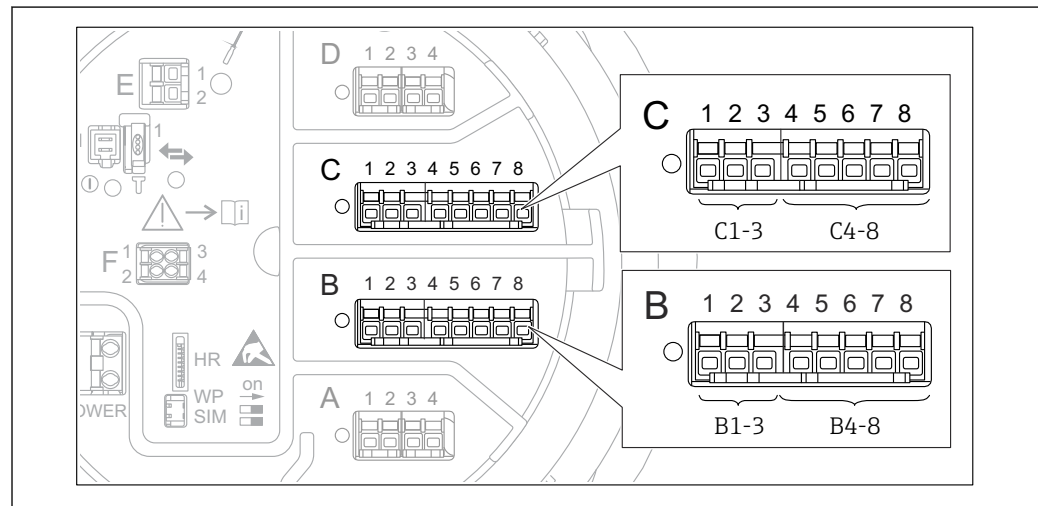 D 1 2 3 4
E 1
2
1
C 1 2 3 4 5 6 7 8
i
F 1 3
2 4
B 1 2 3 4 5 6 7 8
HR
WP on
SIM
OWER
A 1 2 3 4
C 1 2 3 4 5 6 7 8
C1-3 C4-8
B 1 2 3 4 5 6 7 8
B1-3 B4-8